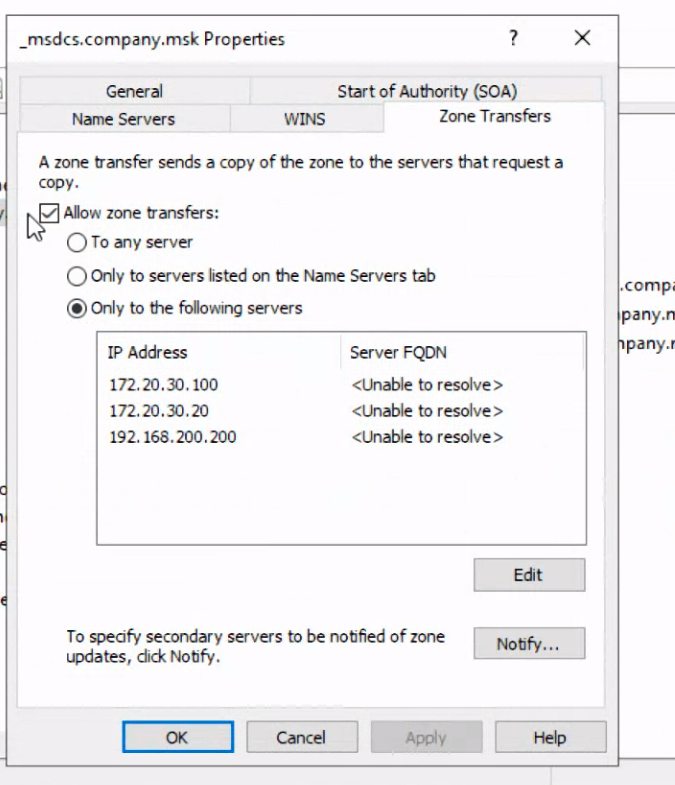 _msdcs.company.msk Properties
?
General
Start of Authority (SOA)
Name Servers
WINS
Zone Transfers
A zone transfer sends a copy of the zone to the servers that request a
copy.
Allow zone transfers:
To any server
Only to servers listed on the Name Servers tab
Only to the following servers
IP Address Server FQDN
172.20.30.100 <Unable to resolve>
172.20.30.20 <Unable to resolve>
192.168.200.200 <Unable to resolve>
Edit
To specify secondary servers to be notified of zone
updates, click Notify.
Notify...
OK
Cancel
Apply
Help